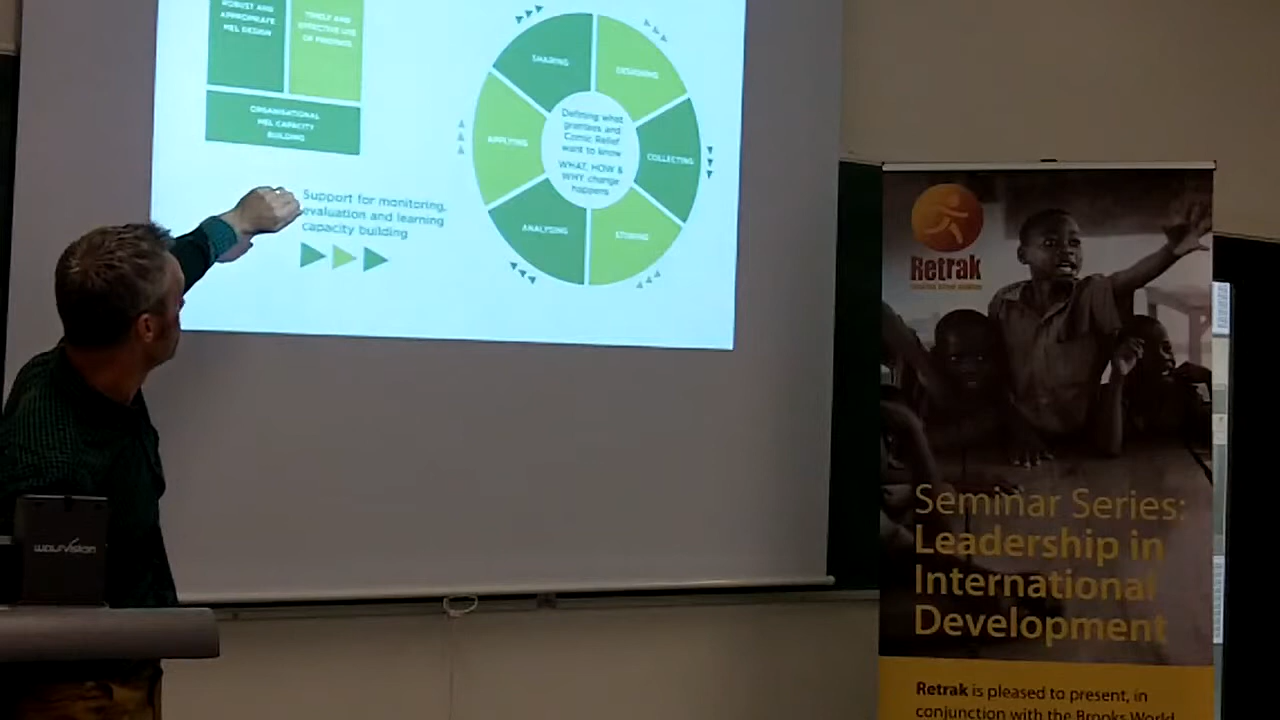 ROBUST AND
APPROPRIATE
MEL DESIGN
TIMELY AND
EFFECTIVE USE
OF FINDINGS
ORGANISATIONAL
MEL CAPACITY
BUILDING
Support for monitoring,
evaluation and learning
capacity building
SHARING
DESIGNING
APPLYING
COLLECTING
ANALYSING
STORING
Defining what
grantees and
Comic Relief
want to know
WHAT, HOW &
WHY change
happens
wolfvision
Retrak
Seminar Series:
Leadership in
International
Development
Retrak is pleased to present, in
conjunction with the Brooks World